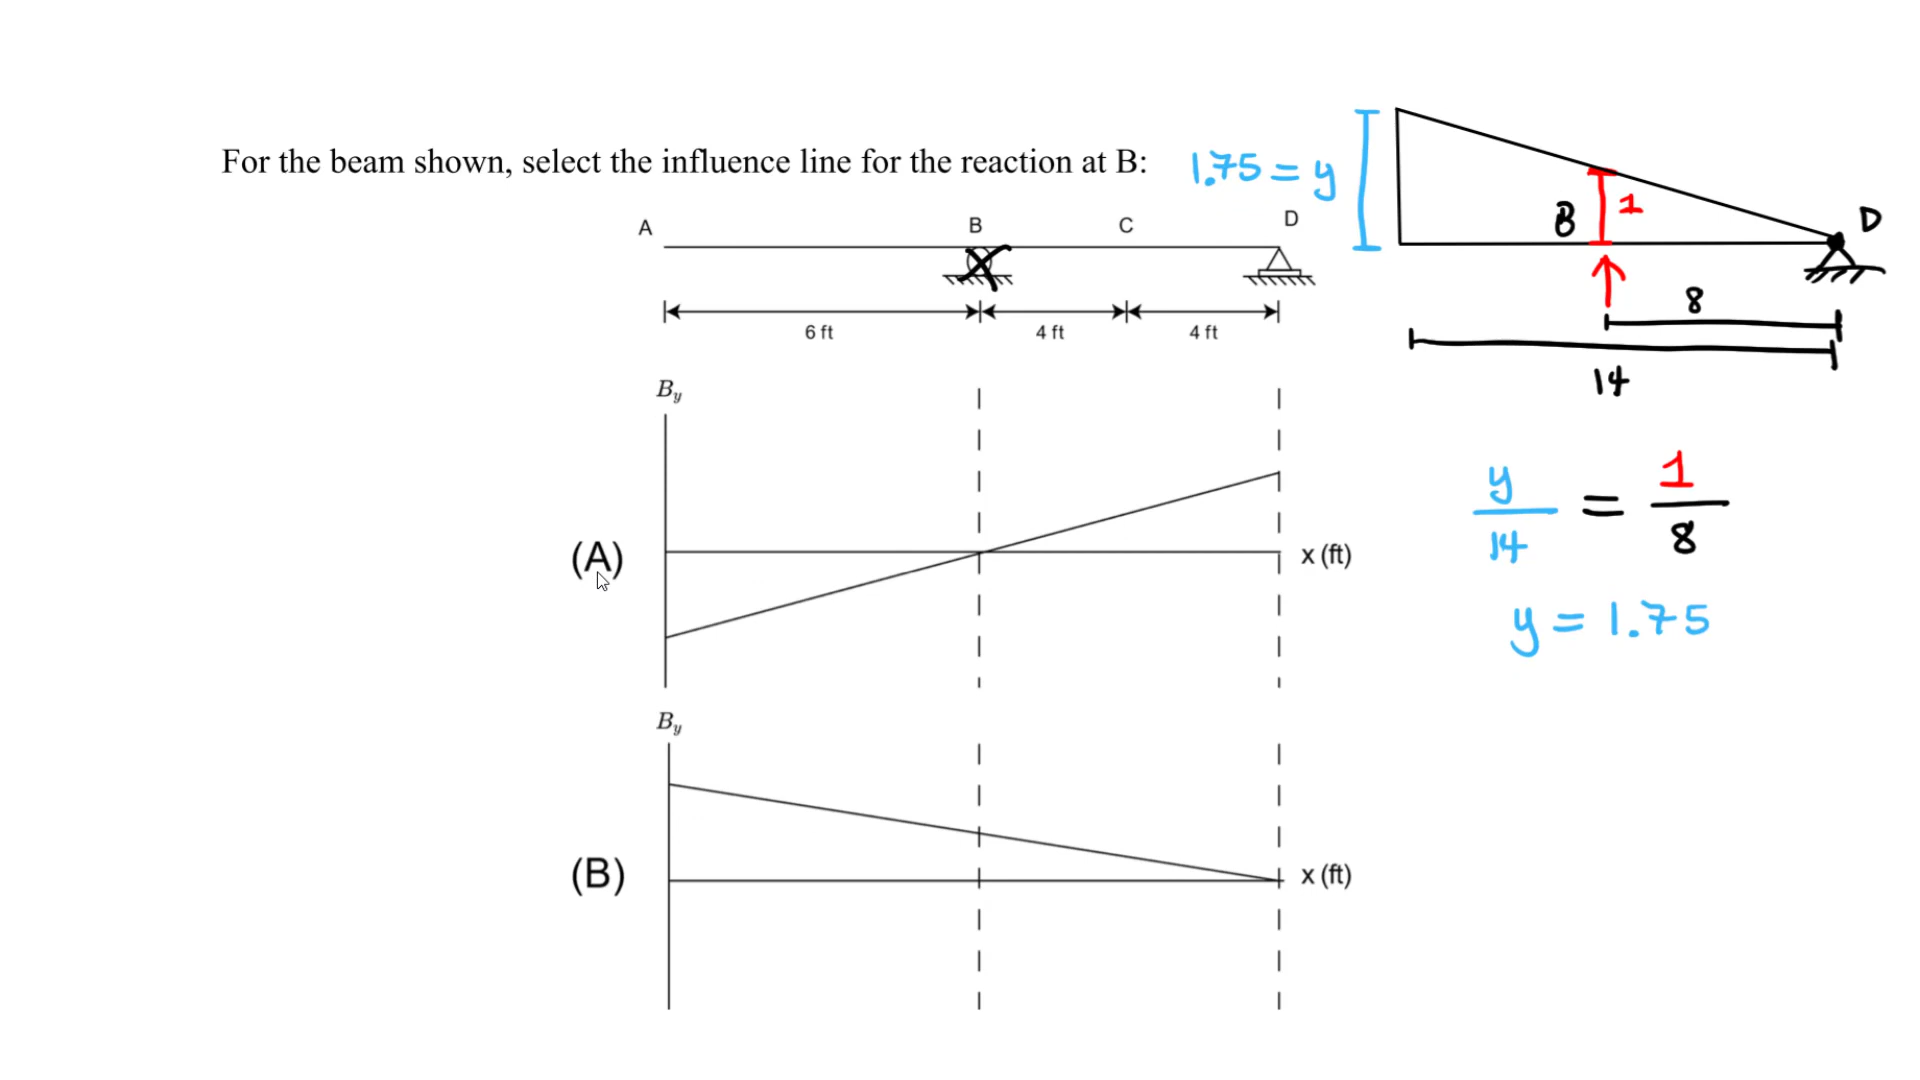 For the beam shown, select the influence line for the reaction at B:
1.75 = y
1
B
D
8
14
A
B
C
D
6 ft
4 ft
4 ft
By
(A)
x (ft)
y/14 = 1/8
y = 1.75
By
(B)
x (ft)